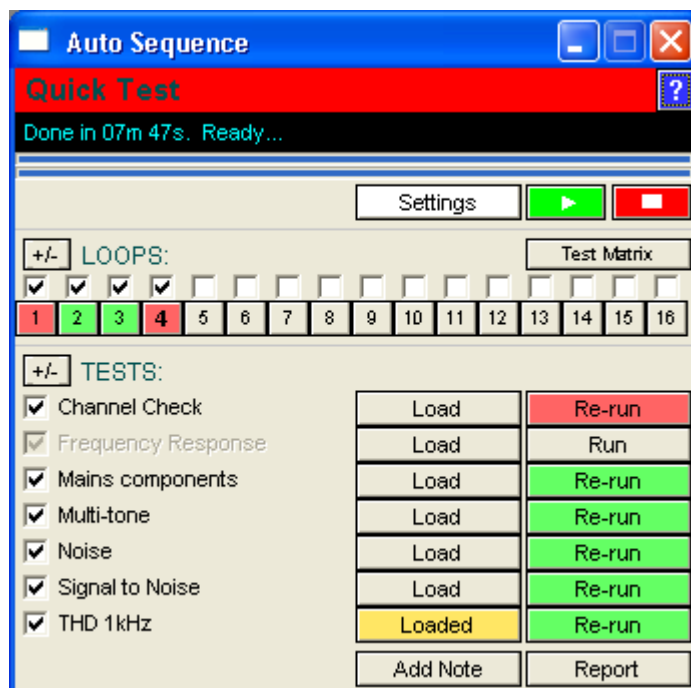 Auto Sequence
Quick Test
?
Done in 07m 47s. Ready...
Settings
+/- LOOPS: Test Matrix
1 2 3 4 5 6 7 8 9 10 11 12 13 14 15 16
+/- TESTS:
Channel Check Load Re-run
Frequency Response Load Run
Mains components Load Re-run
Multi-tone Load Re-run
Noise Load Re-run
Signal to Noise Load Re-run
THD 1kHz Loaded Re-run
Add Note Report